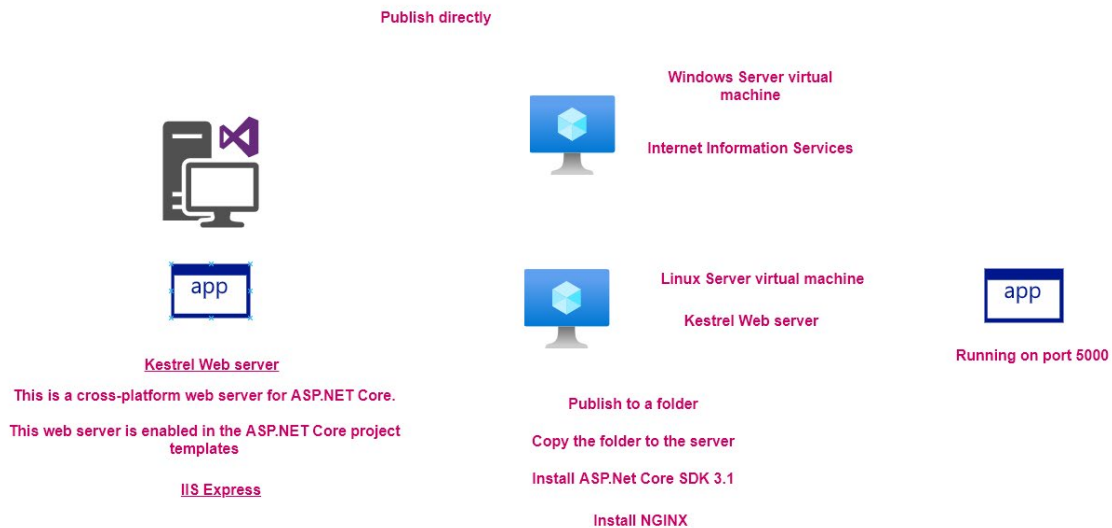 Publish directly
Windows Server virtual
machine
Internet Information Services
app
Linux Server virtual machine
Kestrel Web server
app
Running on port 5000
Kestrel Web server
This is a cross-platform web server for ASP.NET Core.
This web server is enabled in the ASP.NET Core project
templates
IIS Express
Publish to a folder
Copy the folder to the server
Install ASP.Net Core SDK 3.1
Install NGINX